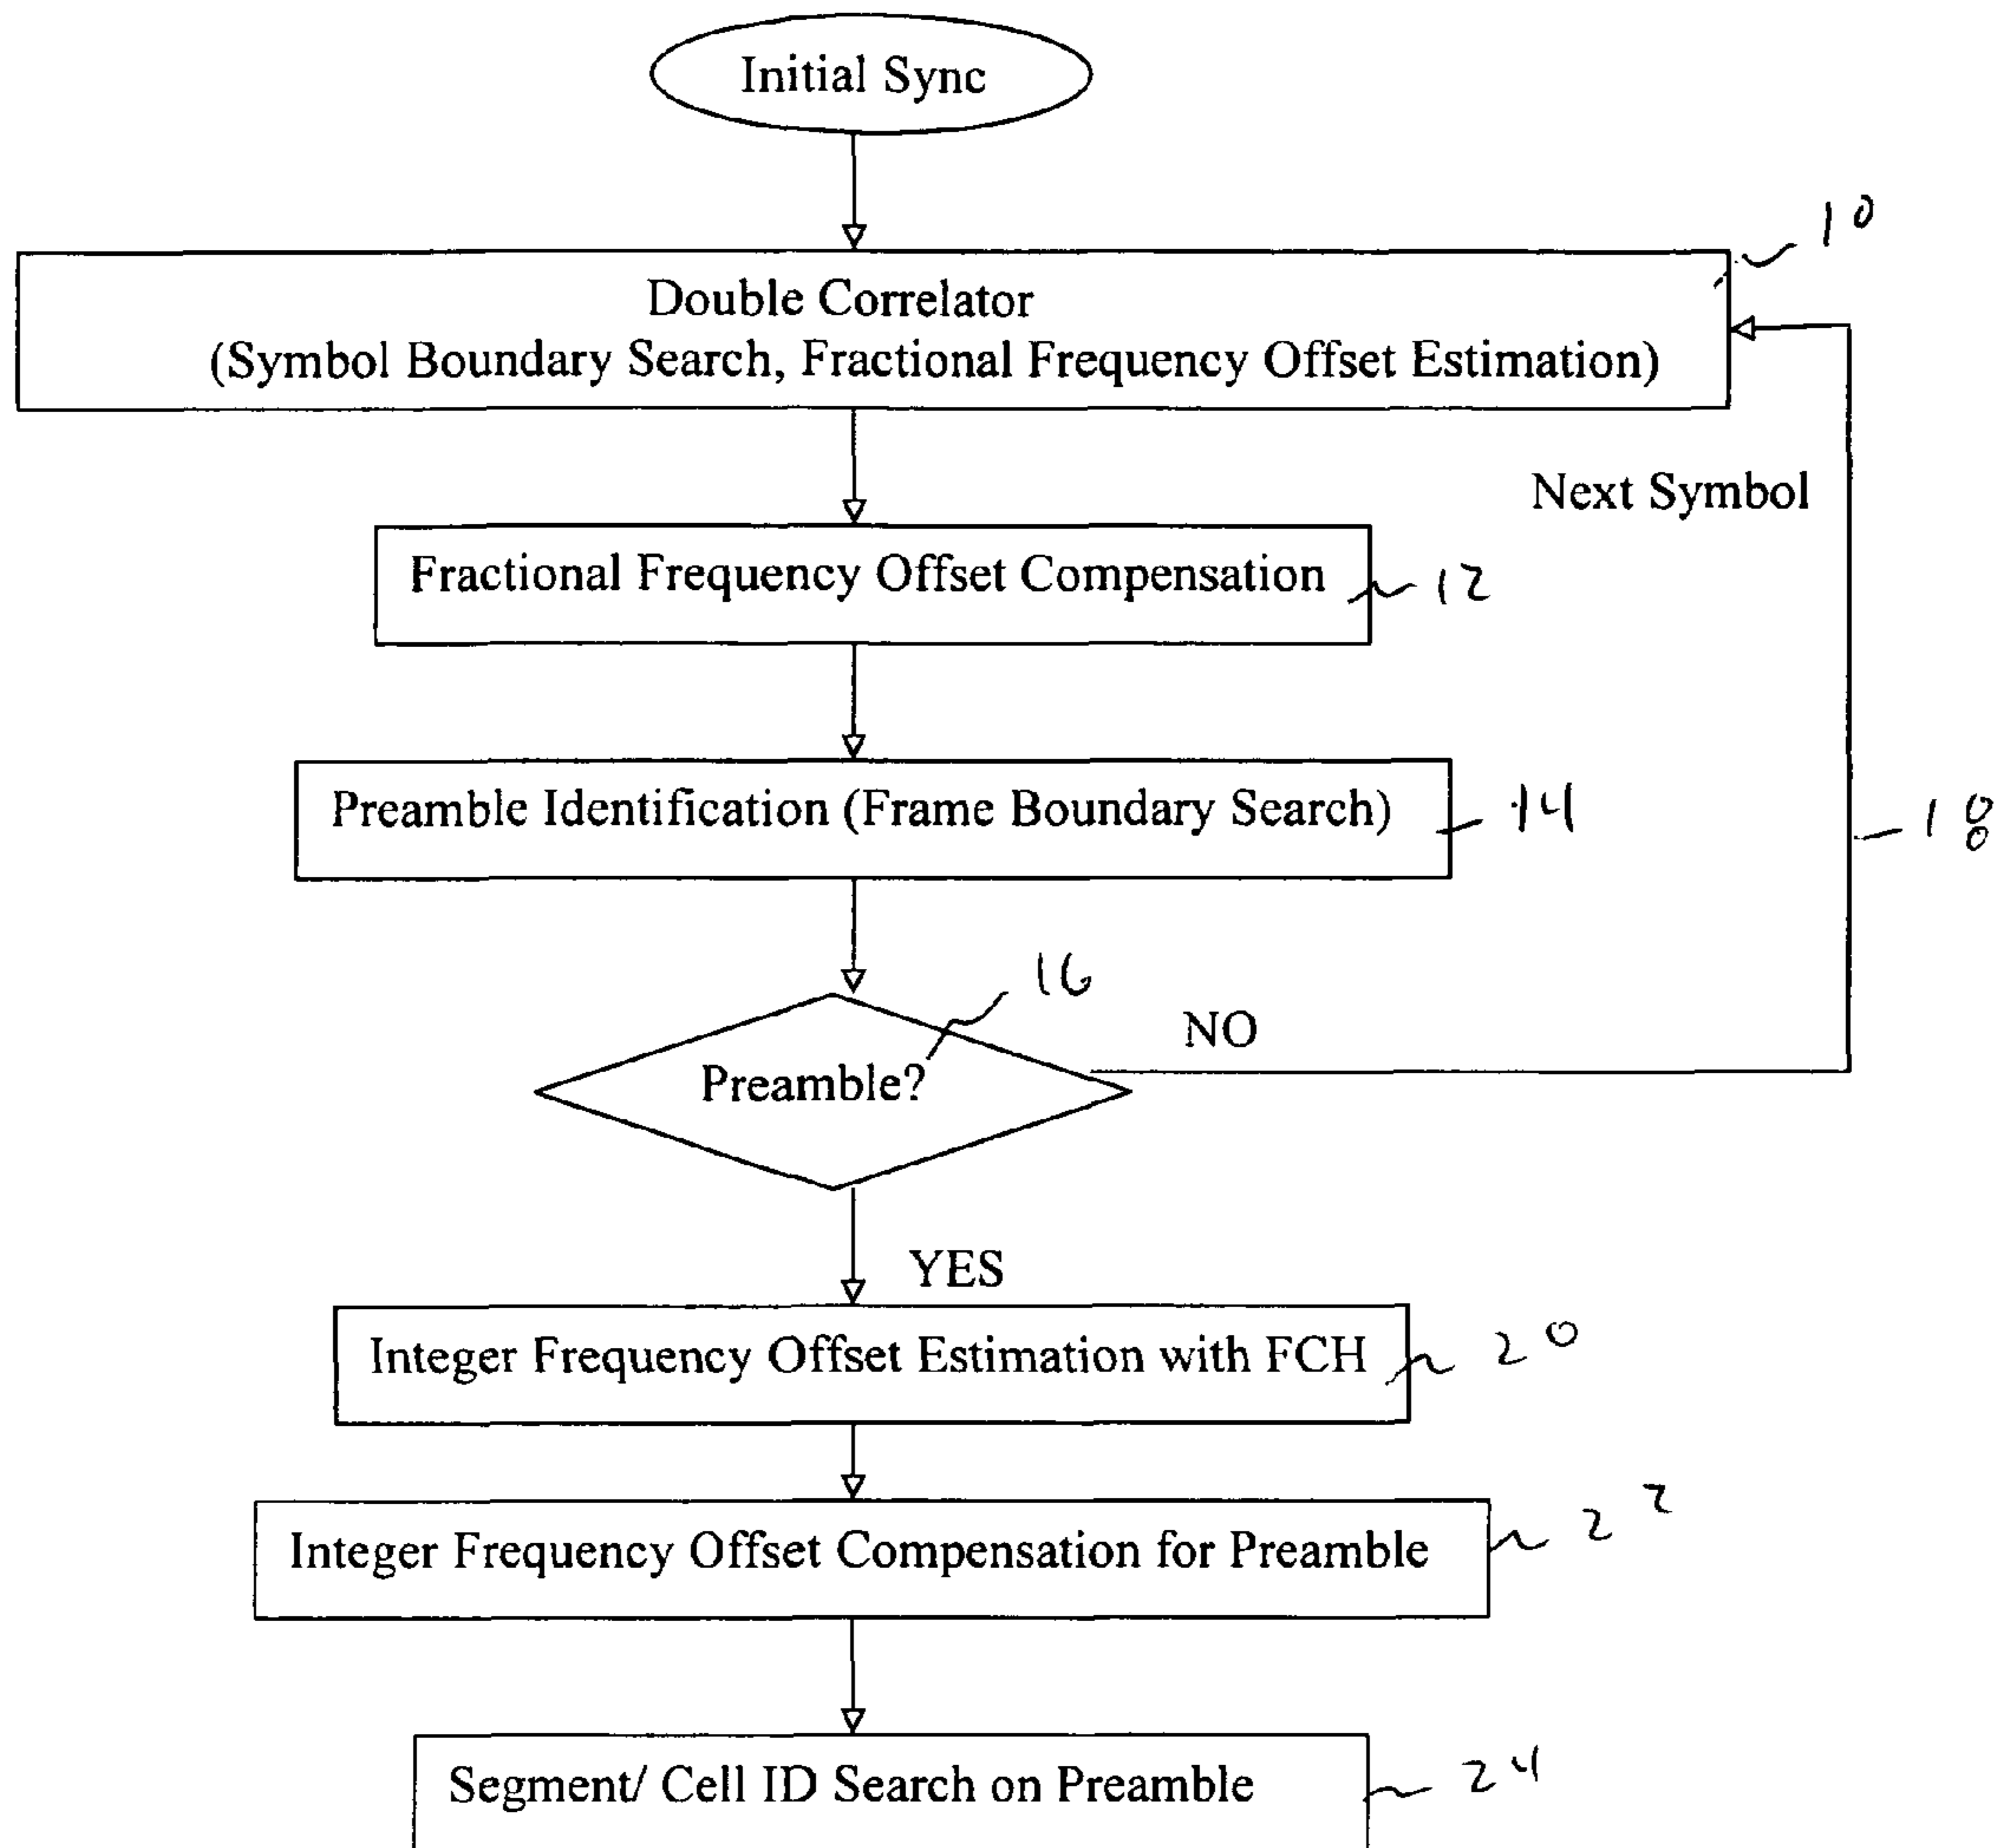 Initial Sync
10
Double Correlator
(Symbol Boundary Search, Fractional Frequency Offset Estimation)
Next Symbol
Fractional Frequency Offset Compensation
12
Preamble Identification (Frame Boundary Search)
14
18
16
NO
Preamble?
YES
Integer Frequency Offset Estimation with FCH
20
Integer Frequency Offset Compensation for Preamble
22
Segment/ Cell ID Search on Preamble
24